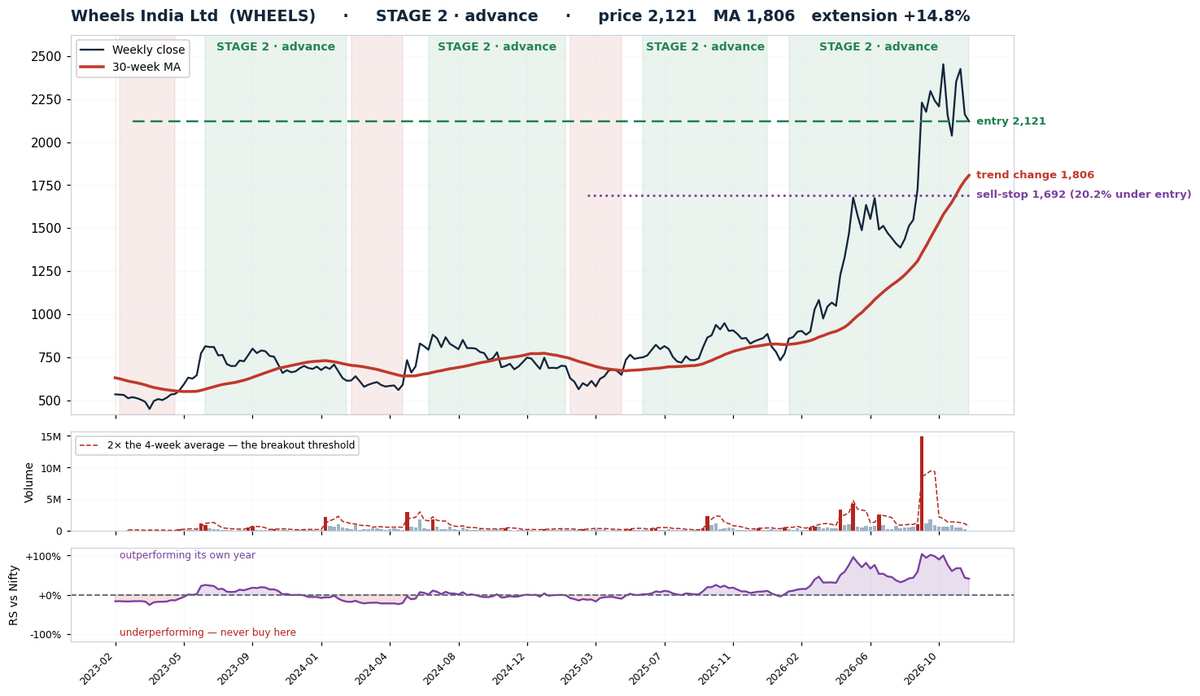 Wheels India Ltd (WHEELS) · STAGE 2 · advance · price 2,121 MA 1,806 extension +14.8%
Weekly close
30-week MA
STAGE 2 · advance
STAGE 2 · advance
STAGE 2 · advance
STAGE 2 · advance
2500
2250
2000
1750
1500
1250
1000
750
500
entry 2,121
trend change 1,806
sell-stop 1,692 (20.2% under entry)
2× the 4-week average — the breakout threshold
Volume
15M
10M
5M
0
RS vs Nifty
+100%
+0%
-100%
outperforming its own year
underperforming — never buy here
2023-02
2023-05
2023-09
2024-01
2024-04
2024-08
2024-12
2025-03
2025-07
2025-11
2026-02
2026-06
2026-10